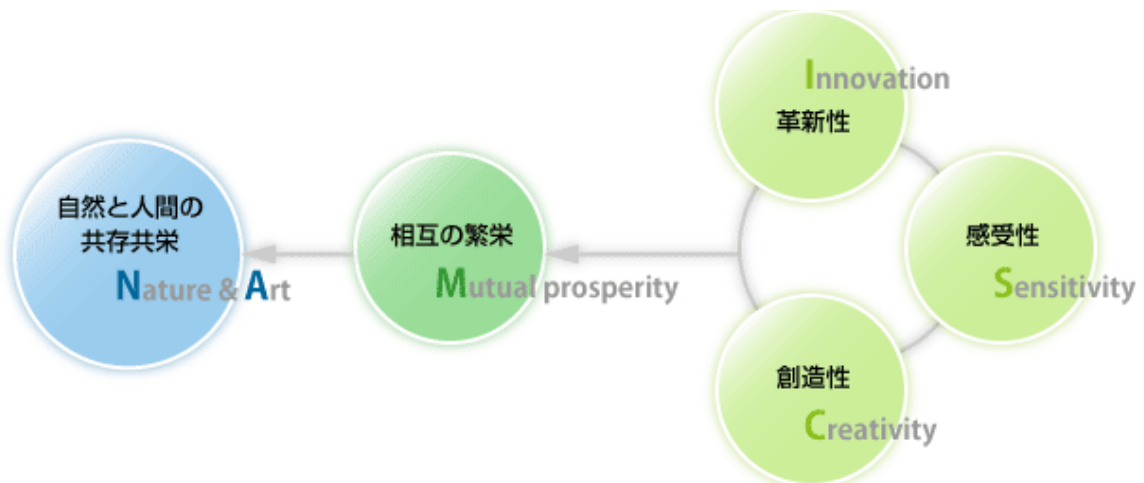 自然と人間の
共存共栄
Nature & Art
相互の繁栄
Mutual prosperity
Innovation
革新性
感受性
Sensitivity
創造性
Creativity